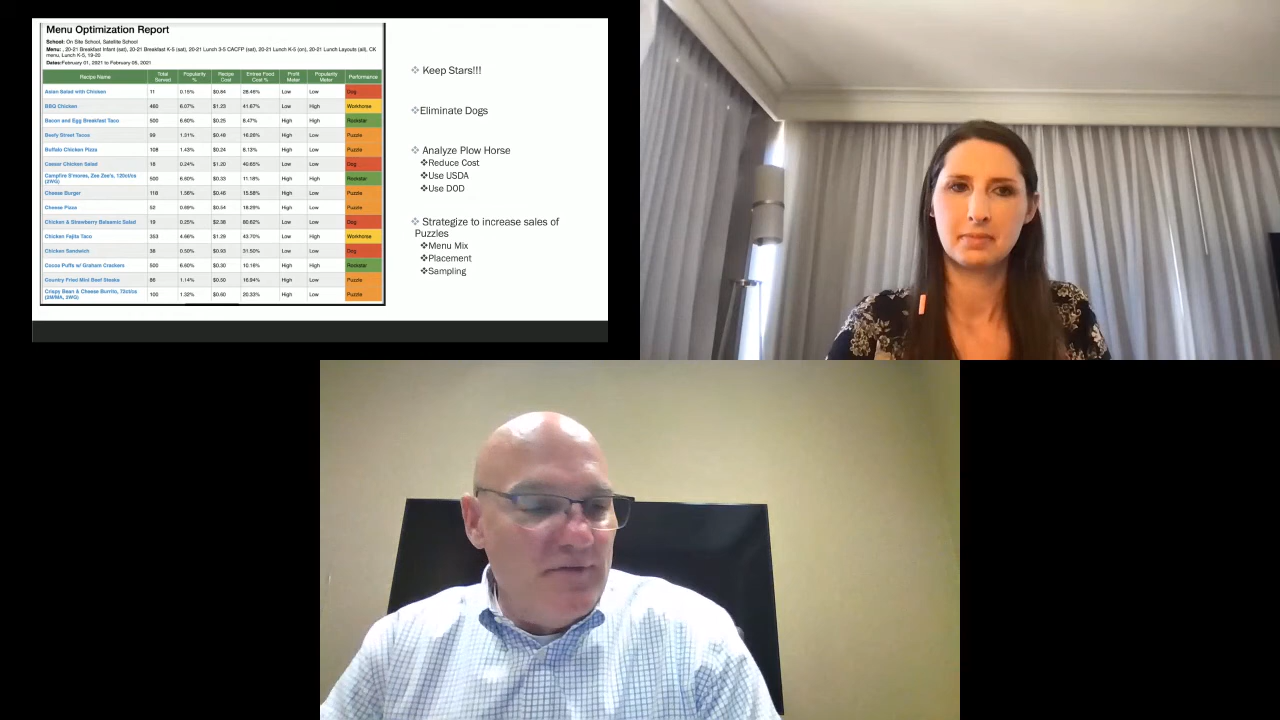 Menu Optimization Report
School: On Site School, Satellite School
Menu: , 20-21 Breakfast Infant (sat), 20-21 Breakfast K-5 (sat), 20-21 Lunch 3-5 CACFP (sat), 20-21 Lunch K-5 (on), 20-21 Lunch Layouts (all), CK
menu, Lunch K-5, 19-20
Dates:February 01, 2021 to February 05, 2021
Recipe Name Total Served Popularity % Recipe Cost Entree Food Cost % Profit Meter Popularity Meter Performance
Asian Salad with Chicken 11 0.15% $0.84 28.46% Low Low Dog
BBQ Chicken 460 6.07% $1.23 41.67% Low High Workhorse
Bacon and Egg Breakfast Taco 500 6.60% $0.25 8.47% High High Rockstar
Beefy Street Tacos 99 1.31% $0.48 16.26% High Low Puzzle
Buffalo Chicken Pizza 108 1.43% $0.24 8.13% High Low Puzzle
Caesar Chicken Salad 18 0.24% $1.20 40.65% Low Low Dog
Campfire S'mores, Zee Zee's, 120ct/cs
(2WG) 500 6.60% $0.33 11.18% High High Rockstar
Cheese Burger 118 1.56% $0.46 15.58% High Low Puzzle
Cheese Pizza 52 0.69% $0.54 18.29% High Low Puzzle
Chicken & Strawberry Balsamic Salad 19 0.25% $2.38 80.62% Low Low Dog
Chicken Fajita Taco 353 4.66% $1.29 43.70% Low High Workhorse
Chicken Sandwich 38 0.50% $0.93 31.50% Low Low Dog
Cocoa Puffs w/ Graham Crackers 500 6.60% $0.30 10.16% High High Rockstar
Country Fried Mini Beef Steaks 86 1.14% $0.50 16.94% High Low Puzzle
Crispy Bean & Cheese Burrito, 72ct/cs
(2M/MA, 2WG) 100 1.32% $0.60 20.33% High Low Puzzle
Keep Stars!!!
Eliminate Dogs
Analyze Plow Horse
Reduce Cost
Use USDA
Use DOD
Strategize to increase sales of
Puzzles
Menu Mix
Placement
Sampling